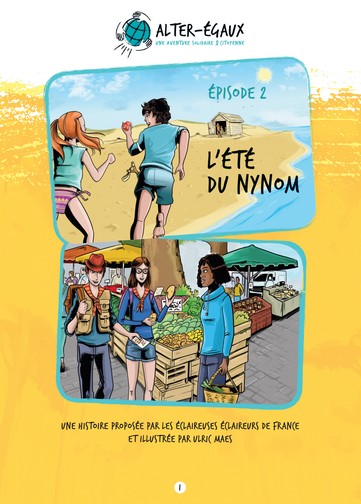 ALTER-ÉGAUX
UNE AVENTURE SOLIDAIRE & CITOYENNE
ÉPISODE 2
L'ÉTÉ
DU NYNOM
UNE HISTOIRE PROPOSÉE PAR LES ÉCLAIREUSES ÉCLAIREURS DE FRANCE
ET ILLUSTRÉE PAR ULRIC MAES
1